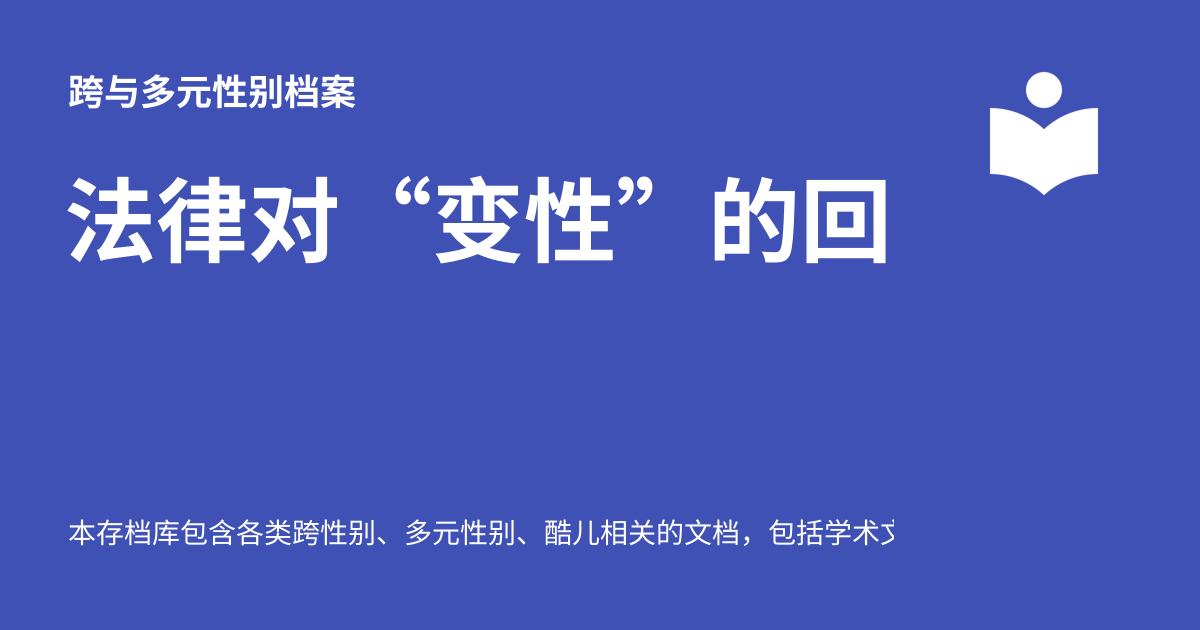 跨与多元性别档案
法律对“变性”的回
本存档库包含各类跨性别、多元性别、酷儿相关的文档，包括学术